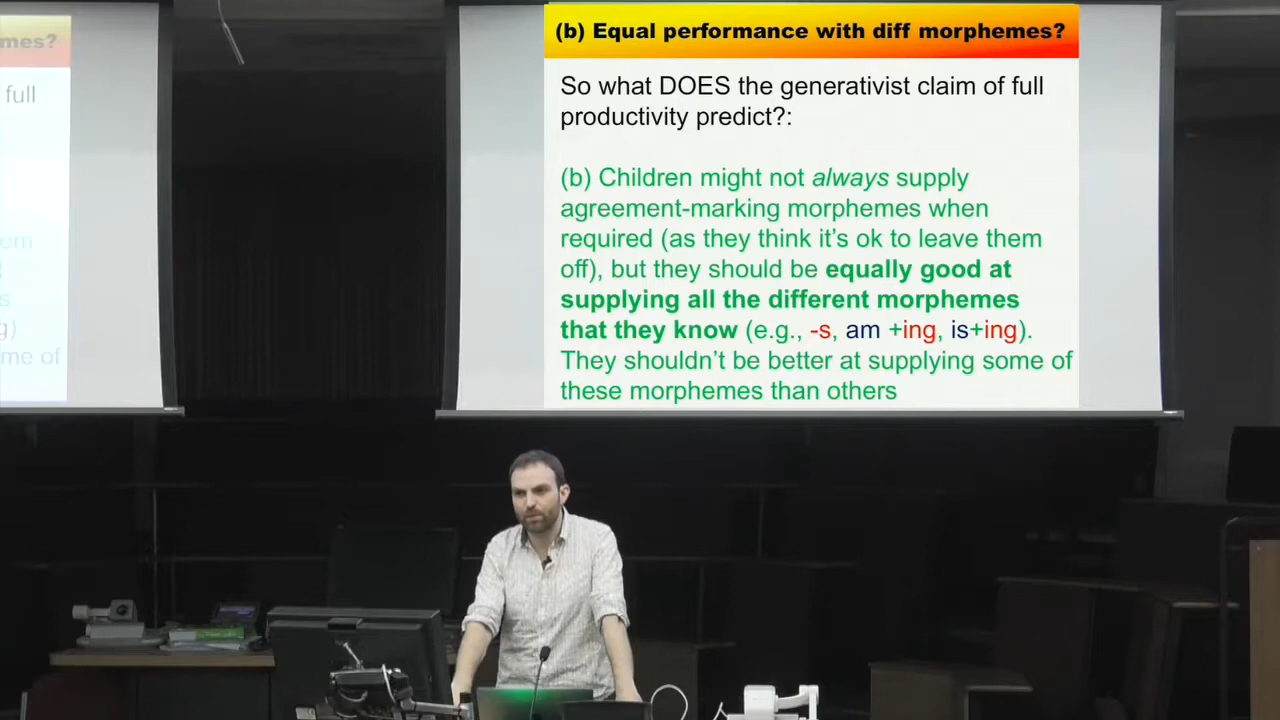 mes?
full
em
s
g)
me of
(b) Equal performance with diff morphemes?
So what DOES the generativist claim of full
productivity predict?:
(b) Children might not always supply
agreement-marking morphemes when
required (as they think it’s ok to leave them
off), but they should be equally good at
supplying all the different morphemes
that they know (e.g., -s, am +ing, is+ing).
They shouldn’t be better at supplying some of
these morphemes than others